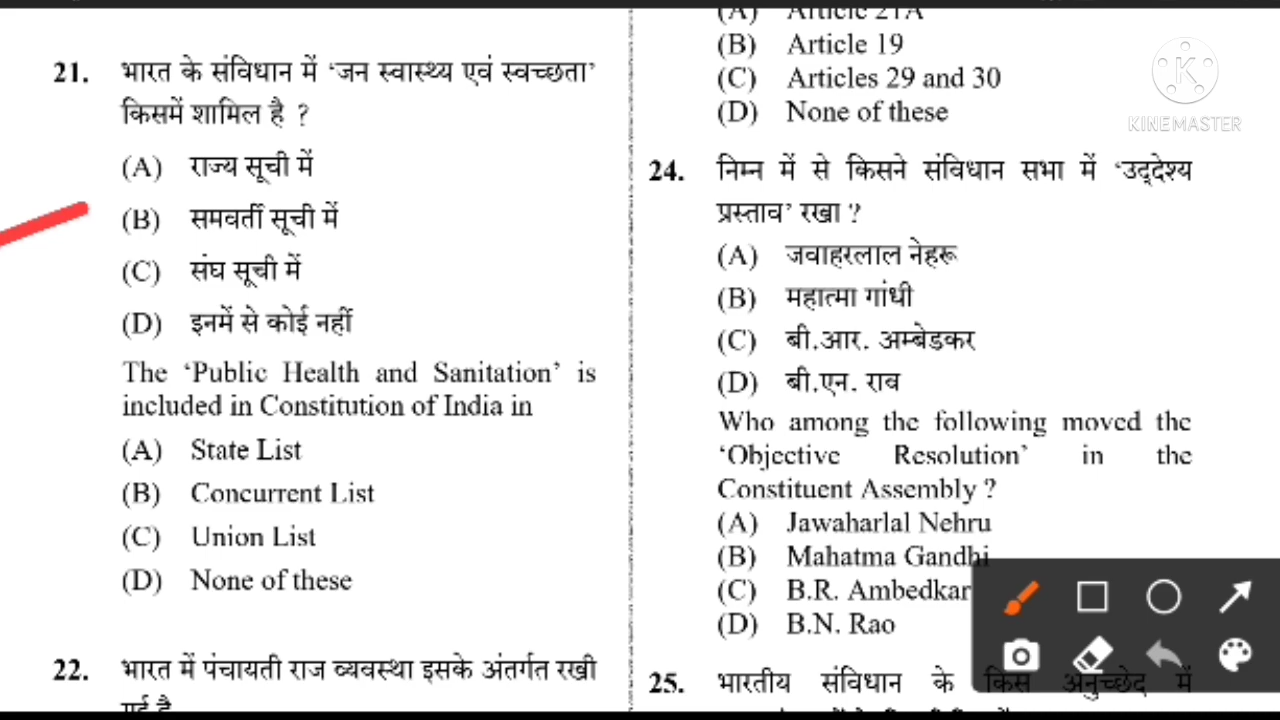 21. भारत के संविधान में ‘जन स्वास्थ्य एवं स्वच्छता’
किसमें शामिल है ?
(A) राज्य सूची में
(B) समवर्ती सूची में
(C) संघ सूची में
(D) इनमें से कोई नहीं
The ‘Public Health and Sanitation’ is
included in Constitution of India in
(A) State List
(B) Concurrent List
(C) Union List
(D) None of these
22. भारत में पंचायती राज व्यवस्था इसके अंतर्गत रखी
गई है
(A) Article 21A
(B) Article 19
(C) Articles 29 and 30
(D) None of these
24. निम्न में से किसने संविधान सभा में ‘उद्देश्य
प्रस्ताव’ रखा ?
(A) जवाहरलाल नेहरू
(B) महात्मा गांधी
(C) बी.आर. अम्बेडकर
(D) बी.एन. राव
Who among the following moved the
‘Objective Resolution’ in the
Constituent Assembly ?
(A) Jawaharlal Nehru
(B) Mahatma Gandhi
(C) B.R. Ambedkar
(D) B.N. Rao
25. भारतीय संविधान के किस अनुच्छेद में
K
KINEMASTER